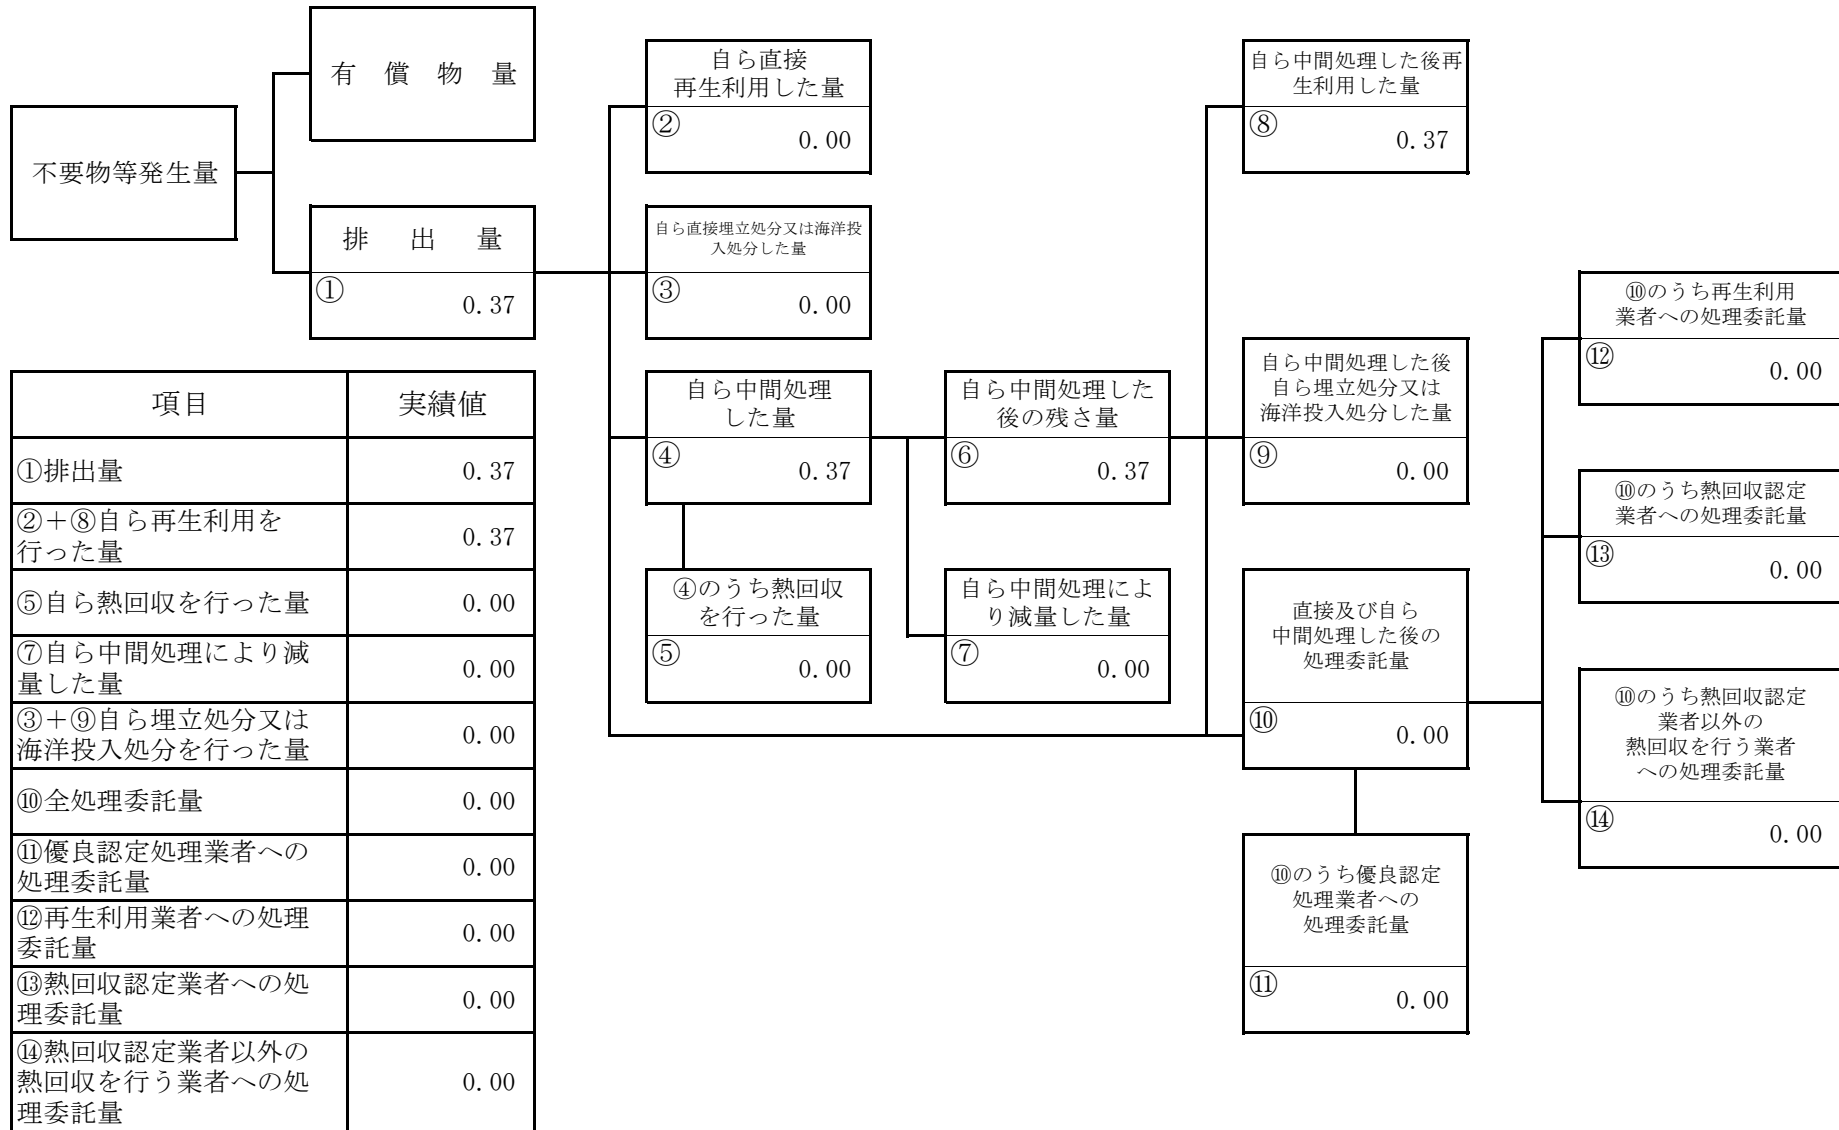 有償物量
不要物等発生量
排出量
①
0.37
自ら直接
再生利用した量
②
0.00
自ら直接埋立処分又は海洋投
入処分した量
③
0.00
自ら中間処理
した量
④
0.37
④のうち熱回収
を行った量
⑤
0.00
自ら中間処理した
後の残さ量
⑥
0.37
自ら中間処理によ
り減量した量
⑦
0.00
自ら中間処理した後再
生利用した量
⑧
0.37
自ら中間処理した後
自ら埋立処分又は
海洋投入処分した量
⑨
0.00
直接及び自ら
中間処理した後の
処理委託量
⑩
0.00
⑩のうち優良認定
処理業者への
処理委託量
⑪
0.00
⑩のうち再生利用
業者への処理委託量
⑫
0.00
⑩のうち熱回収認定
業者への処理委託量
⑬
0.00
⑩のうち熱回収認定
業者以外の
熱回収を行う業者
への処理委託量
⑭
0.00
項目 実績値
①排出量 0.37
②+⑧自ら再生利用を
行った量 0.37
⑤自ら熱回収を行った量 0.00
⑦自ら中間処理により減
量した量 0.00
③+⑨自ら埋立処分又は
海洋投入処分を行った量 0.00
⑩全処理委託量 0.00
⑪優良認定処理業者への
処理委託量 0.00
⑫再生利用業者への処理
委託量 0.00
⑬熱回収認定業者への処
理委託量 0.00
⑭熱回収認定業者以外の
熱回収を行う業者への処 0.00
理委託量